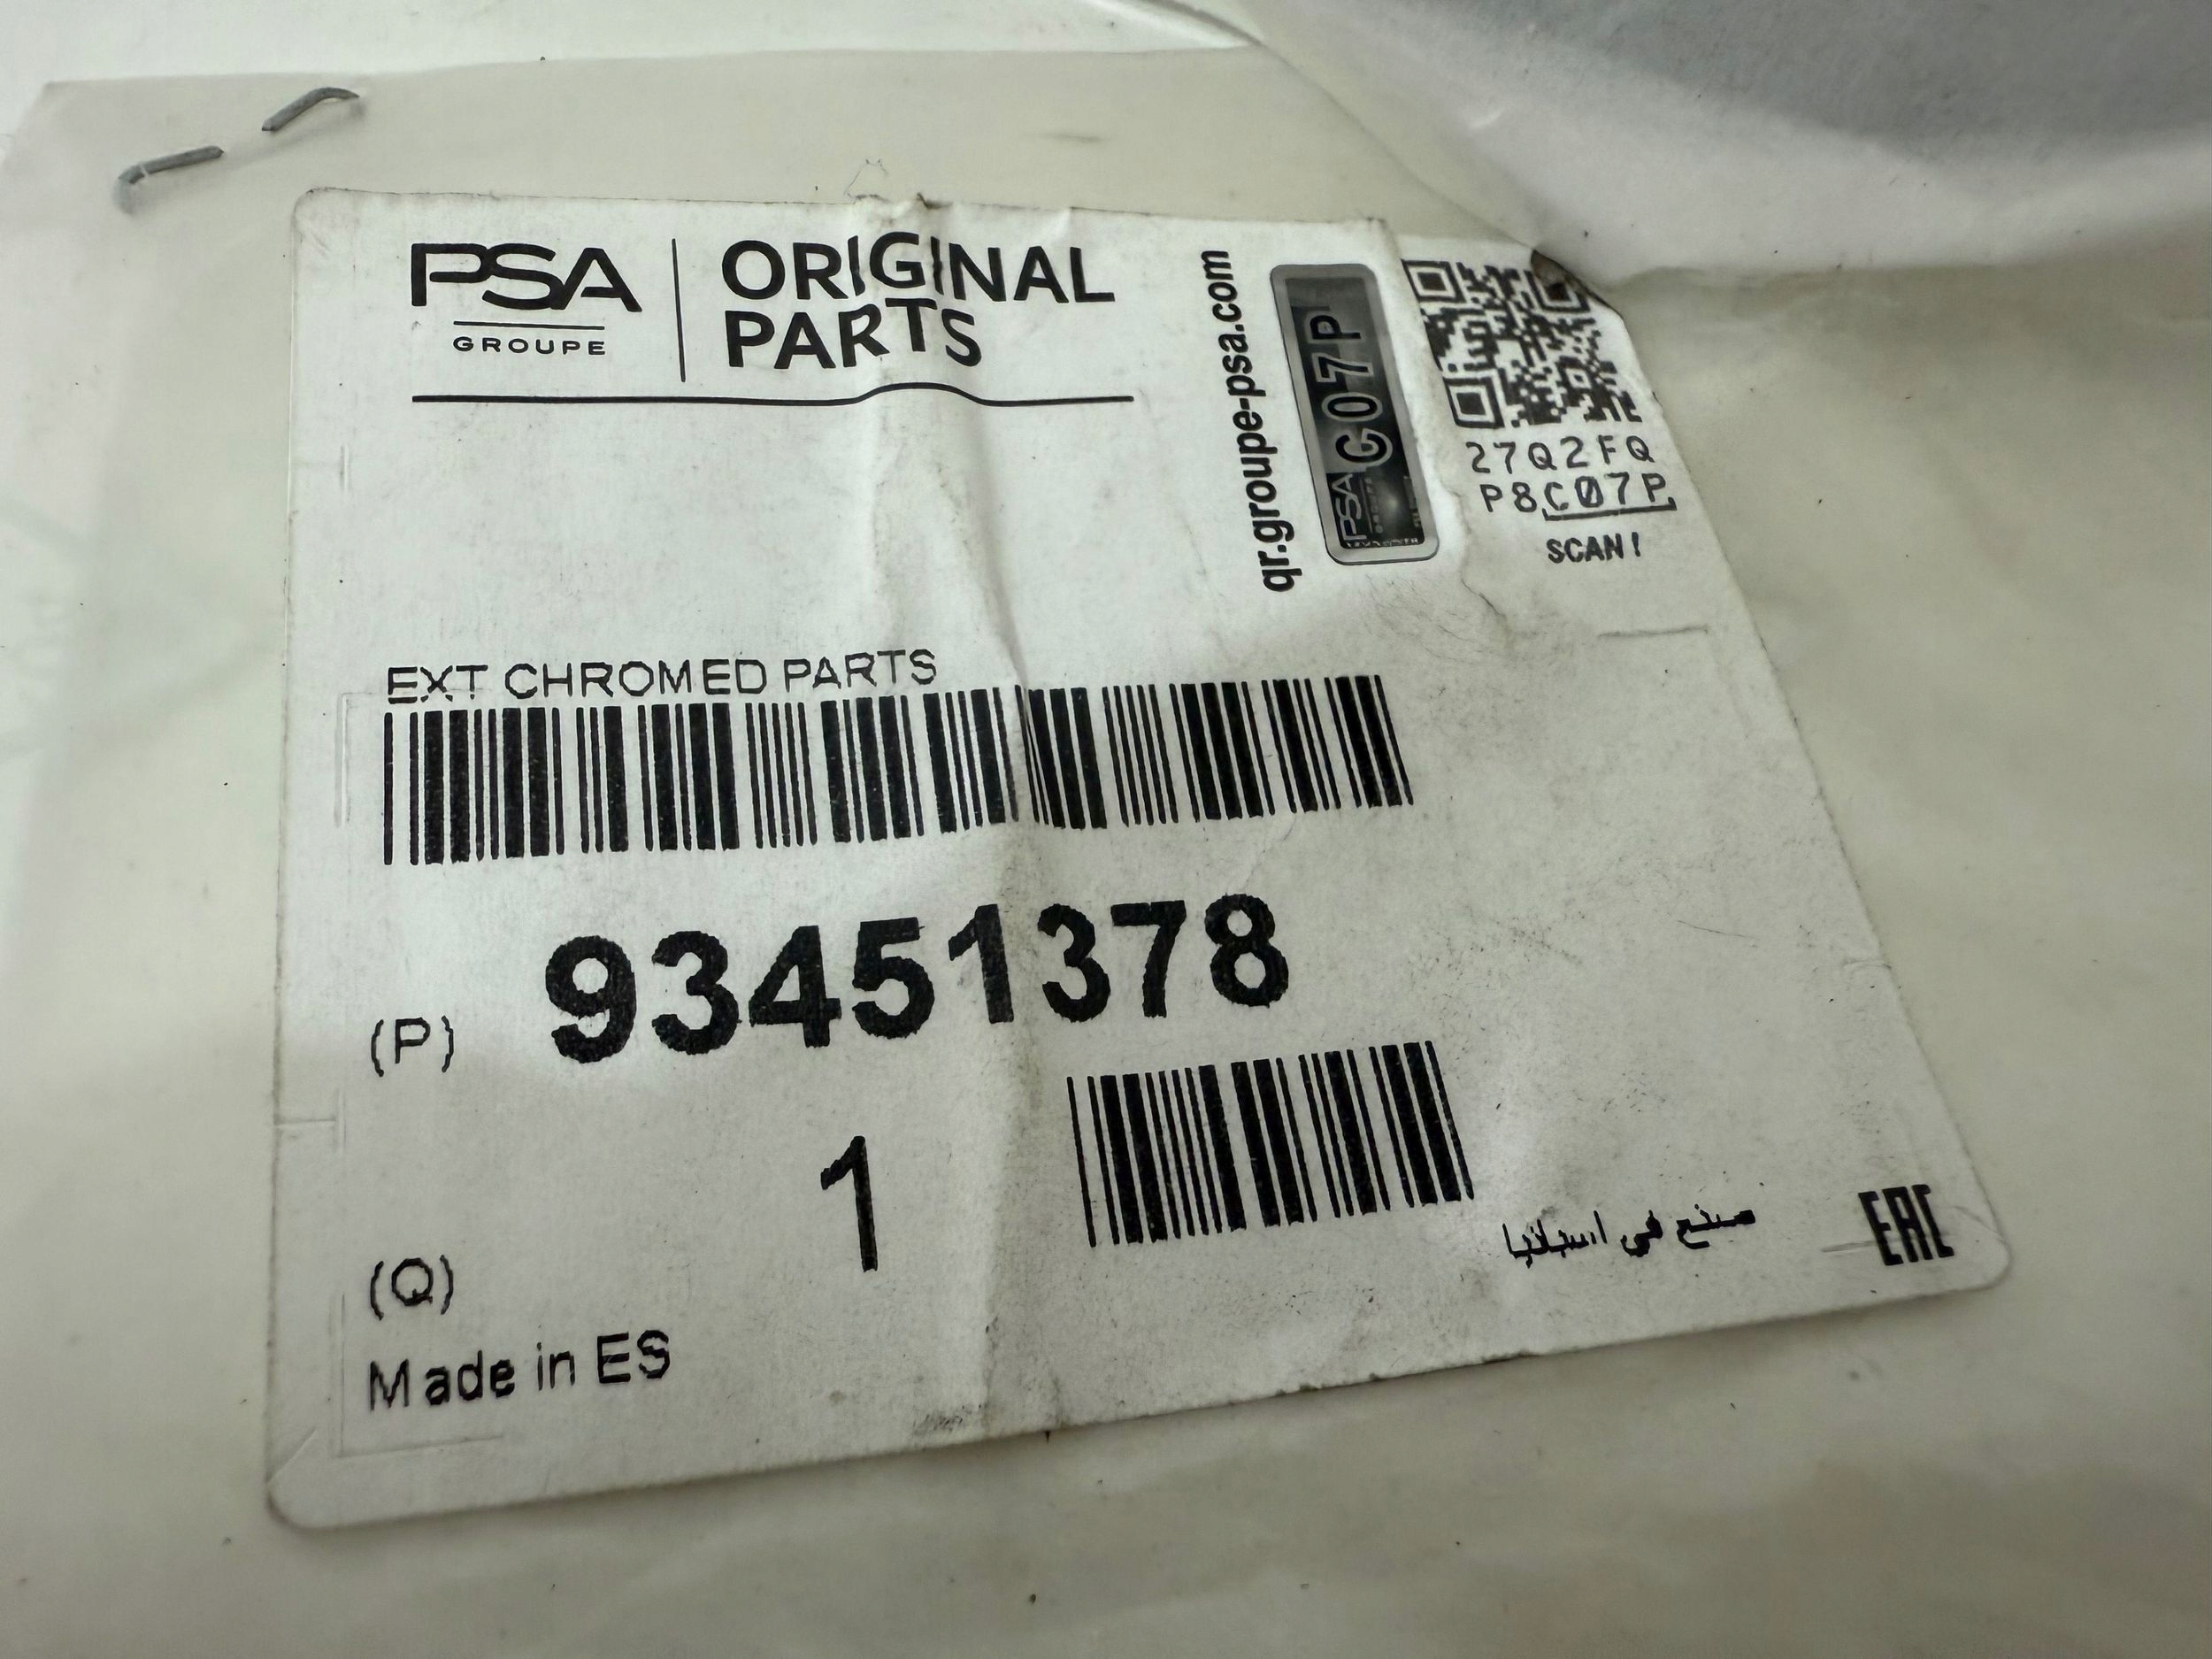 PSA
GROUPE
ORIGINAL
PARTS
qr.groupe-psa.com
PSA
C07P
27Q2FQ
P8C07P
SCAN!
EXT CHROMED PARTS
(P) 93451378
(Q) 1
صنع في اسبانيا
EAC
Made in ES